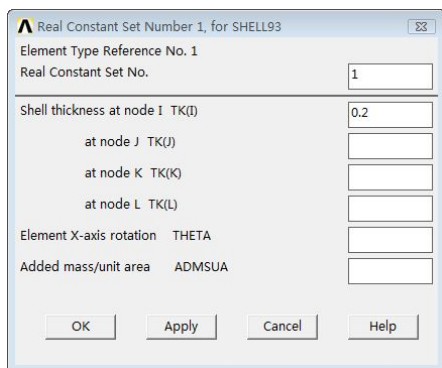 Real Constant Set Number 1, for SHELL93
Element Type Reference No. 1
Real Constant Set No. 1
Shell thickness at node I TK(I) 0.2
at node J TK(J)
at node K TK(K)
at node L TK(L)
Element X-axis rotation THETA
Added mass/unit area ADMSUA
OK Apply Cancel Help